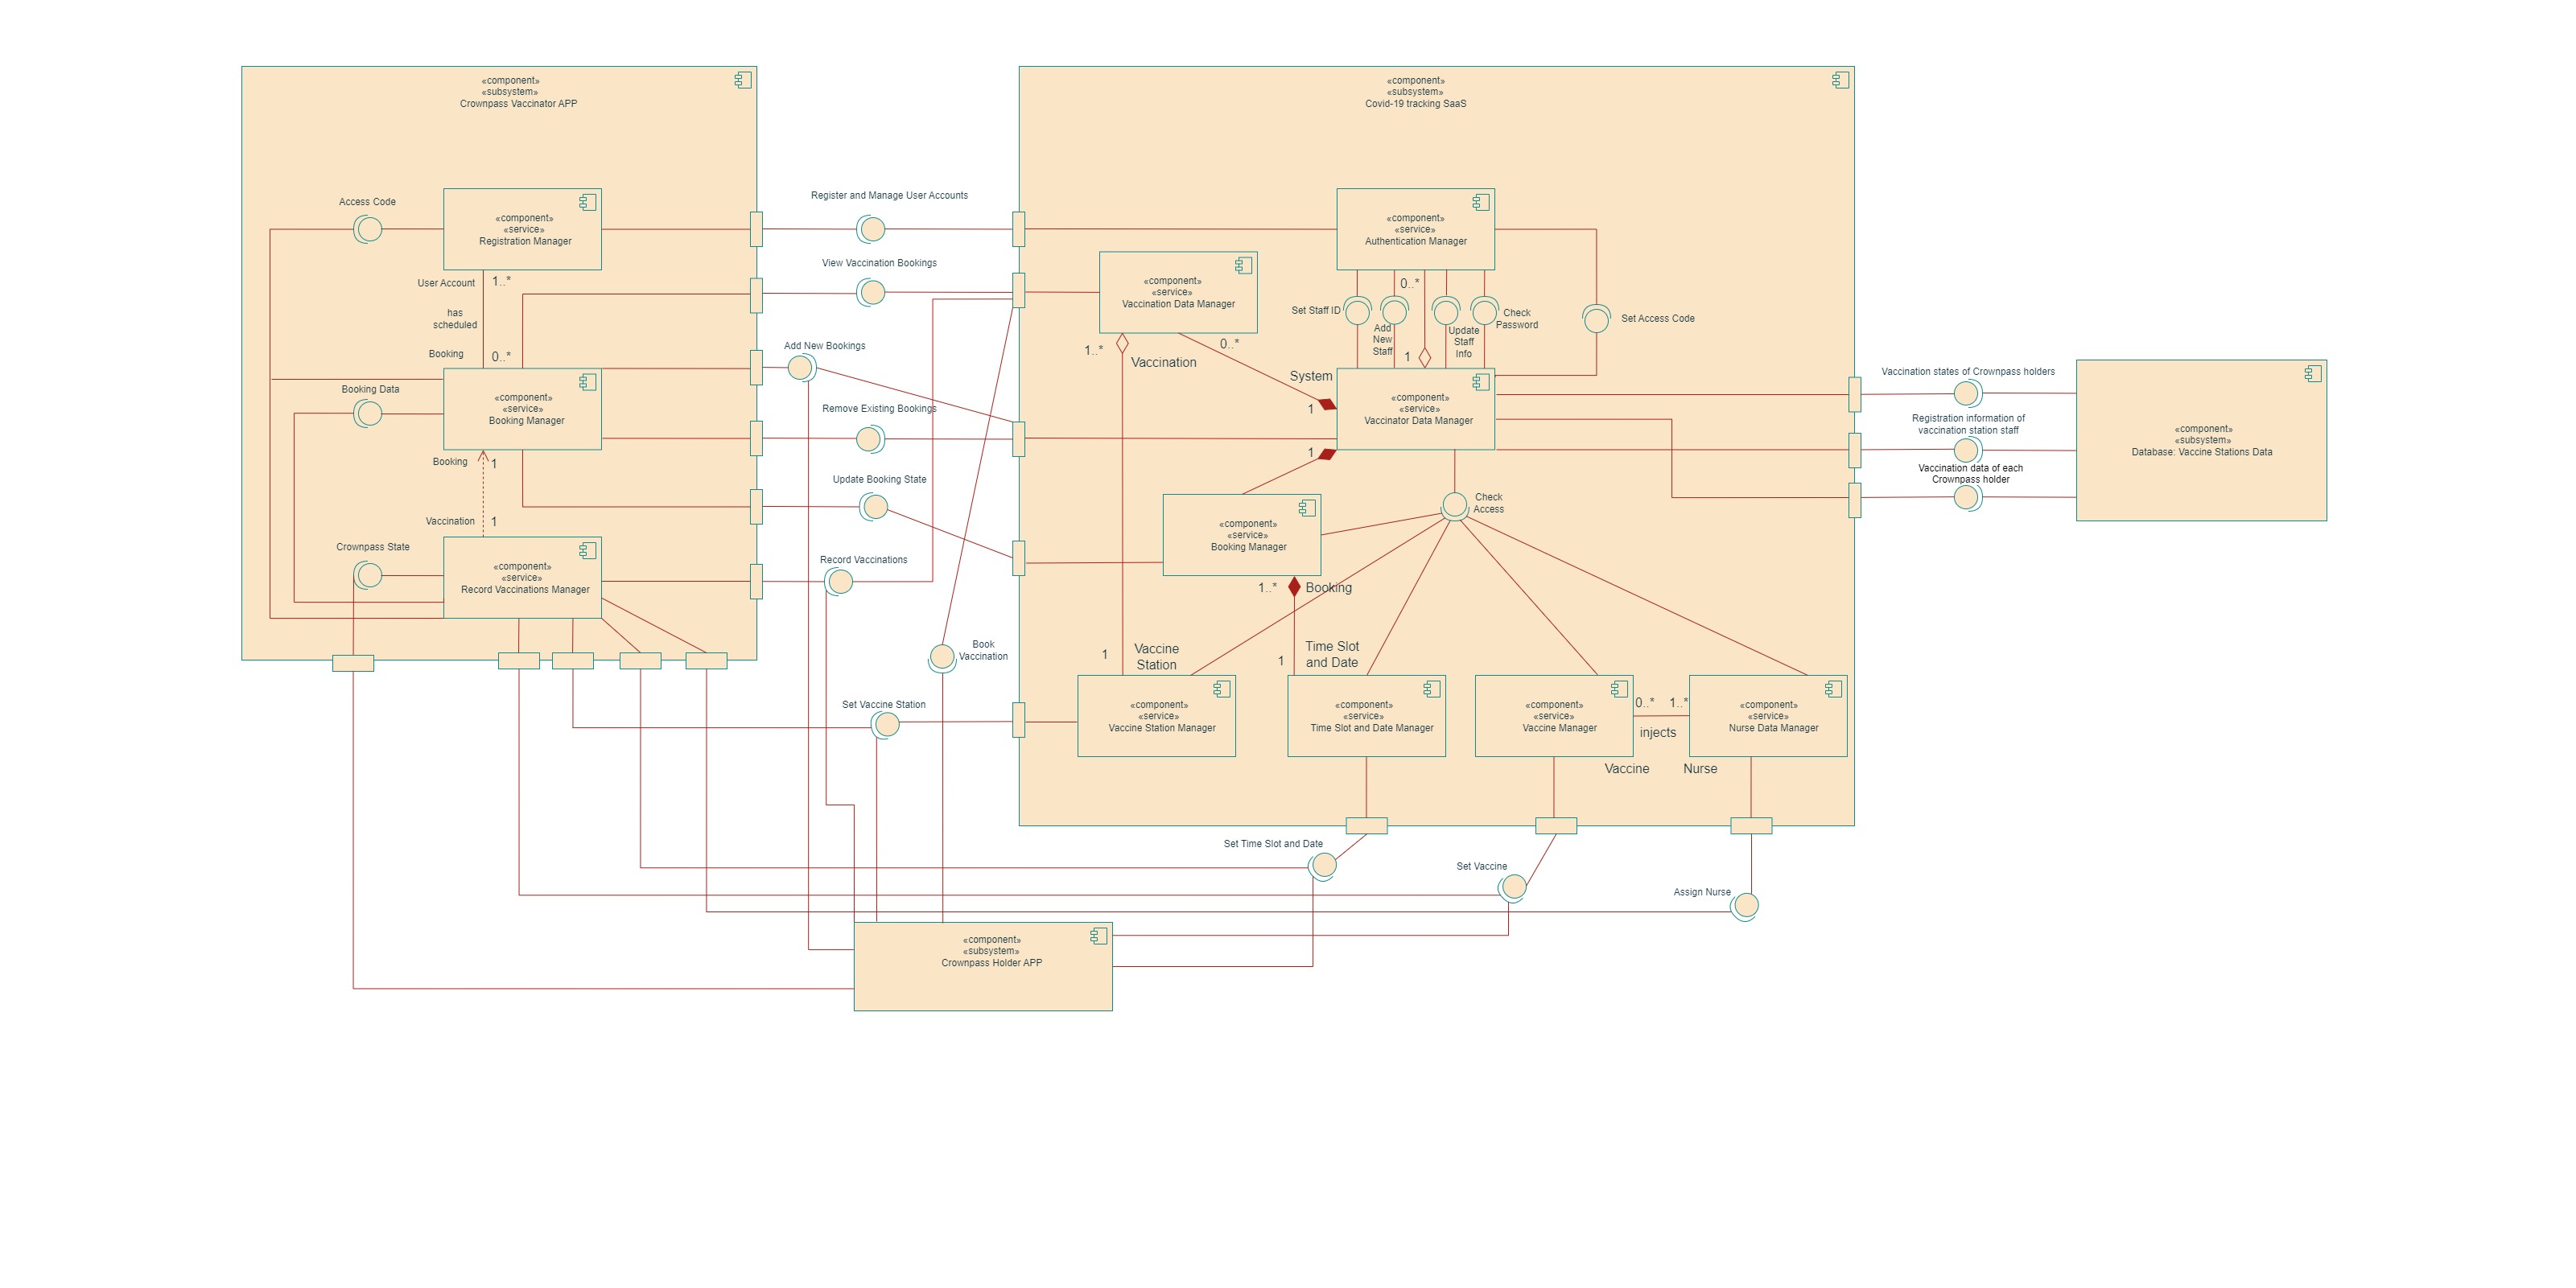 «component»
«subsystem»
Crownpass Vaccinator APP
Access Code
«component»
«service»
Registration Manager
User Account
1..*
has
scheduled
Booking
0..*
Booking Data
«component»
«service»
Booking Manager
Booking
1
Vaccination
1
Crownpass State
«component»
«service»
Record Vaccinations Manager
Register and Manage User Accounts
View Vaccination Bookings
Add New Bookings
Remove Existing Bookings
Update Booking State
Record Vaccinations
Book
Vaccination
Set Vaccine Station
«component»
«subsystem»
Covid-19 tracking SaaS
«component»
«service»
Authentication Manager
«component»
«service»
Vaccination Data Manager
0..*
Set Staff ID
Add
New
Staff
Update
Staff
Info
Check
Password
Set Access Code
1
1..*
Vaccination
0..*
System
1
«component»
«service»
Vaccinator Data Manager
1
«component»
«service»
Booking Manager
Check
Access
1..*
Booking
1
Vaccine
Station
1
Time Slot
and Date
«component»
«service»
Vaccine Station Manager
«component»
«service»
Time Slot and Date Manager
«component»
«service»
Vaccine Manager
0..*
1..*
injects
«component»
«service»
Nurse Data Manager
Vaccine
Nurse
Vaccination states of Crownpass holders
Registration information of
vaccination station staff
Vaccination data of each
Crownpass holder
«component»
«subsystem»
Database: Vaccine Stations Data
Set Time Slot and Date
Set Vaccine
Assign Nurse
«component»
«subsystem»
Crownpass Holder APP